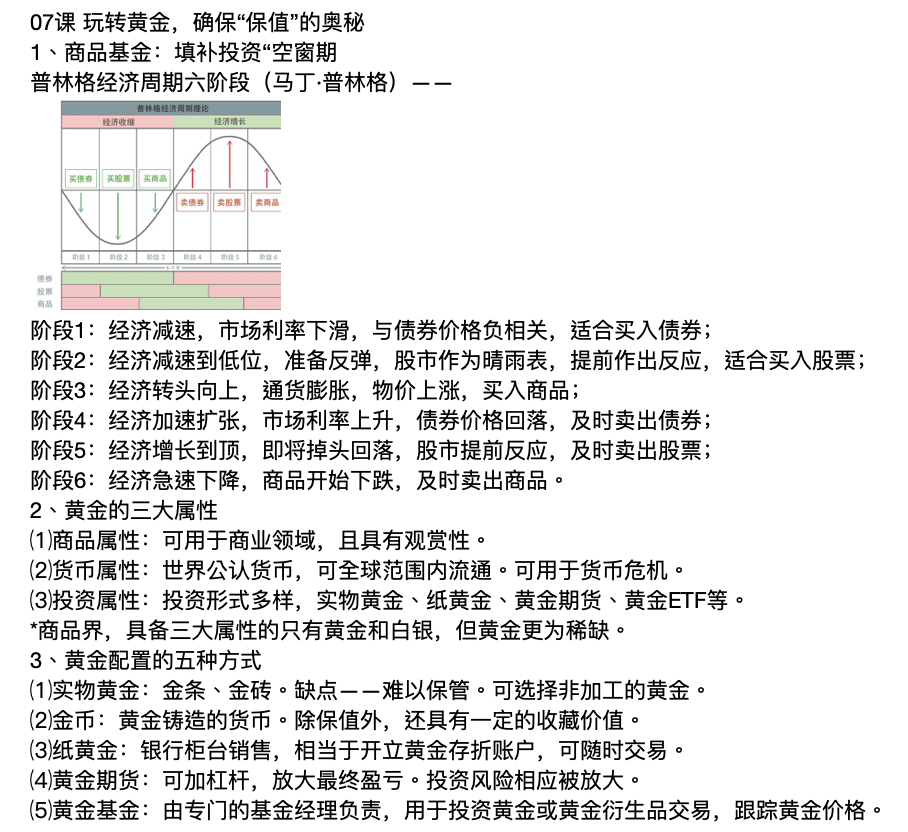 07课 玩转黄金，确保“保值”的奥秘
1、商品基金：填补投资“空窗期
普林格经济周期六阶段（马丁·普林格）——
普林格经济周期理论
经济收缩 经济增长
买债券 买股票 买商品
卖债券 卖股票 卖商品
阶段1 阶段2 阶段3 阶段4 阶段5 阶段6
债券
股票
商品
阶段1：经济减速，市场利率下滑，与债券价格负相关，适合买入债券；
阶段2：经济减速到低位，准备反弹，股市作为晴雨表，提前作出反应，适合买入股票；
阶段3：经济转头向上，通货膨胀，物价上涨，买入商品；
阶段4：经济加速扩张，市场利率上升，债券价格回落，及时卖出债券；
阶段5：经济增长到顶，即将掉头回落，股市提前反应，及时卖出股票；
阶段6：经济急速下降，商品开始下跌，及时卖出商品。
2、黄金的三大属性
⑴商品属性：可用于商业领域，且具有观赏性。
⑵货币属性：世界公认货币，可全球范围内流通。可用于货币危机。
⑶投资属性：投资形式多样，实物黄金、纸黄金、黄金期货、黄金ETF等。
*商品界，具备三大属性的只有黄金和白银，但黄金更为稀缺。
3、黄金配置的五种方式
⑴实物黄金：金条、金砖。缺点——难以保管。可选择非加工的黄金。
⑵金币：黄金铸造的货币。除保值外，还具有一定的收藏价值。
⑶纸黄金：银行柜台销售，相当于开立黄金存折账户，可随时交易。
⑷黄金期货：可加杠杆，放大最终盈亏。投资风险相应被放大。
⑸黄金基金：由专门的基金经理负责，用于投资黄金或黄金衍生品交易，跟踪黄金价格。